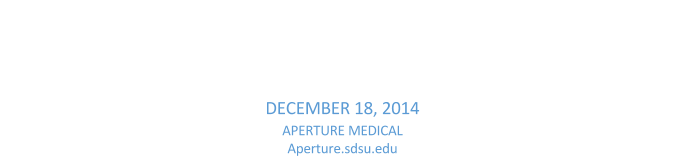 DECEMBER 18, 2014
APERTURE MEDICAL
Aperture.sdsu.edu